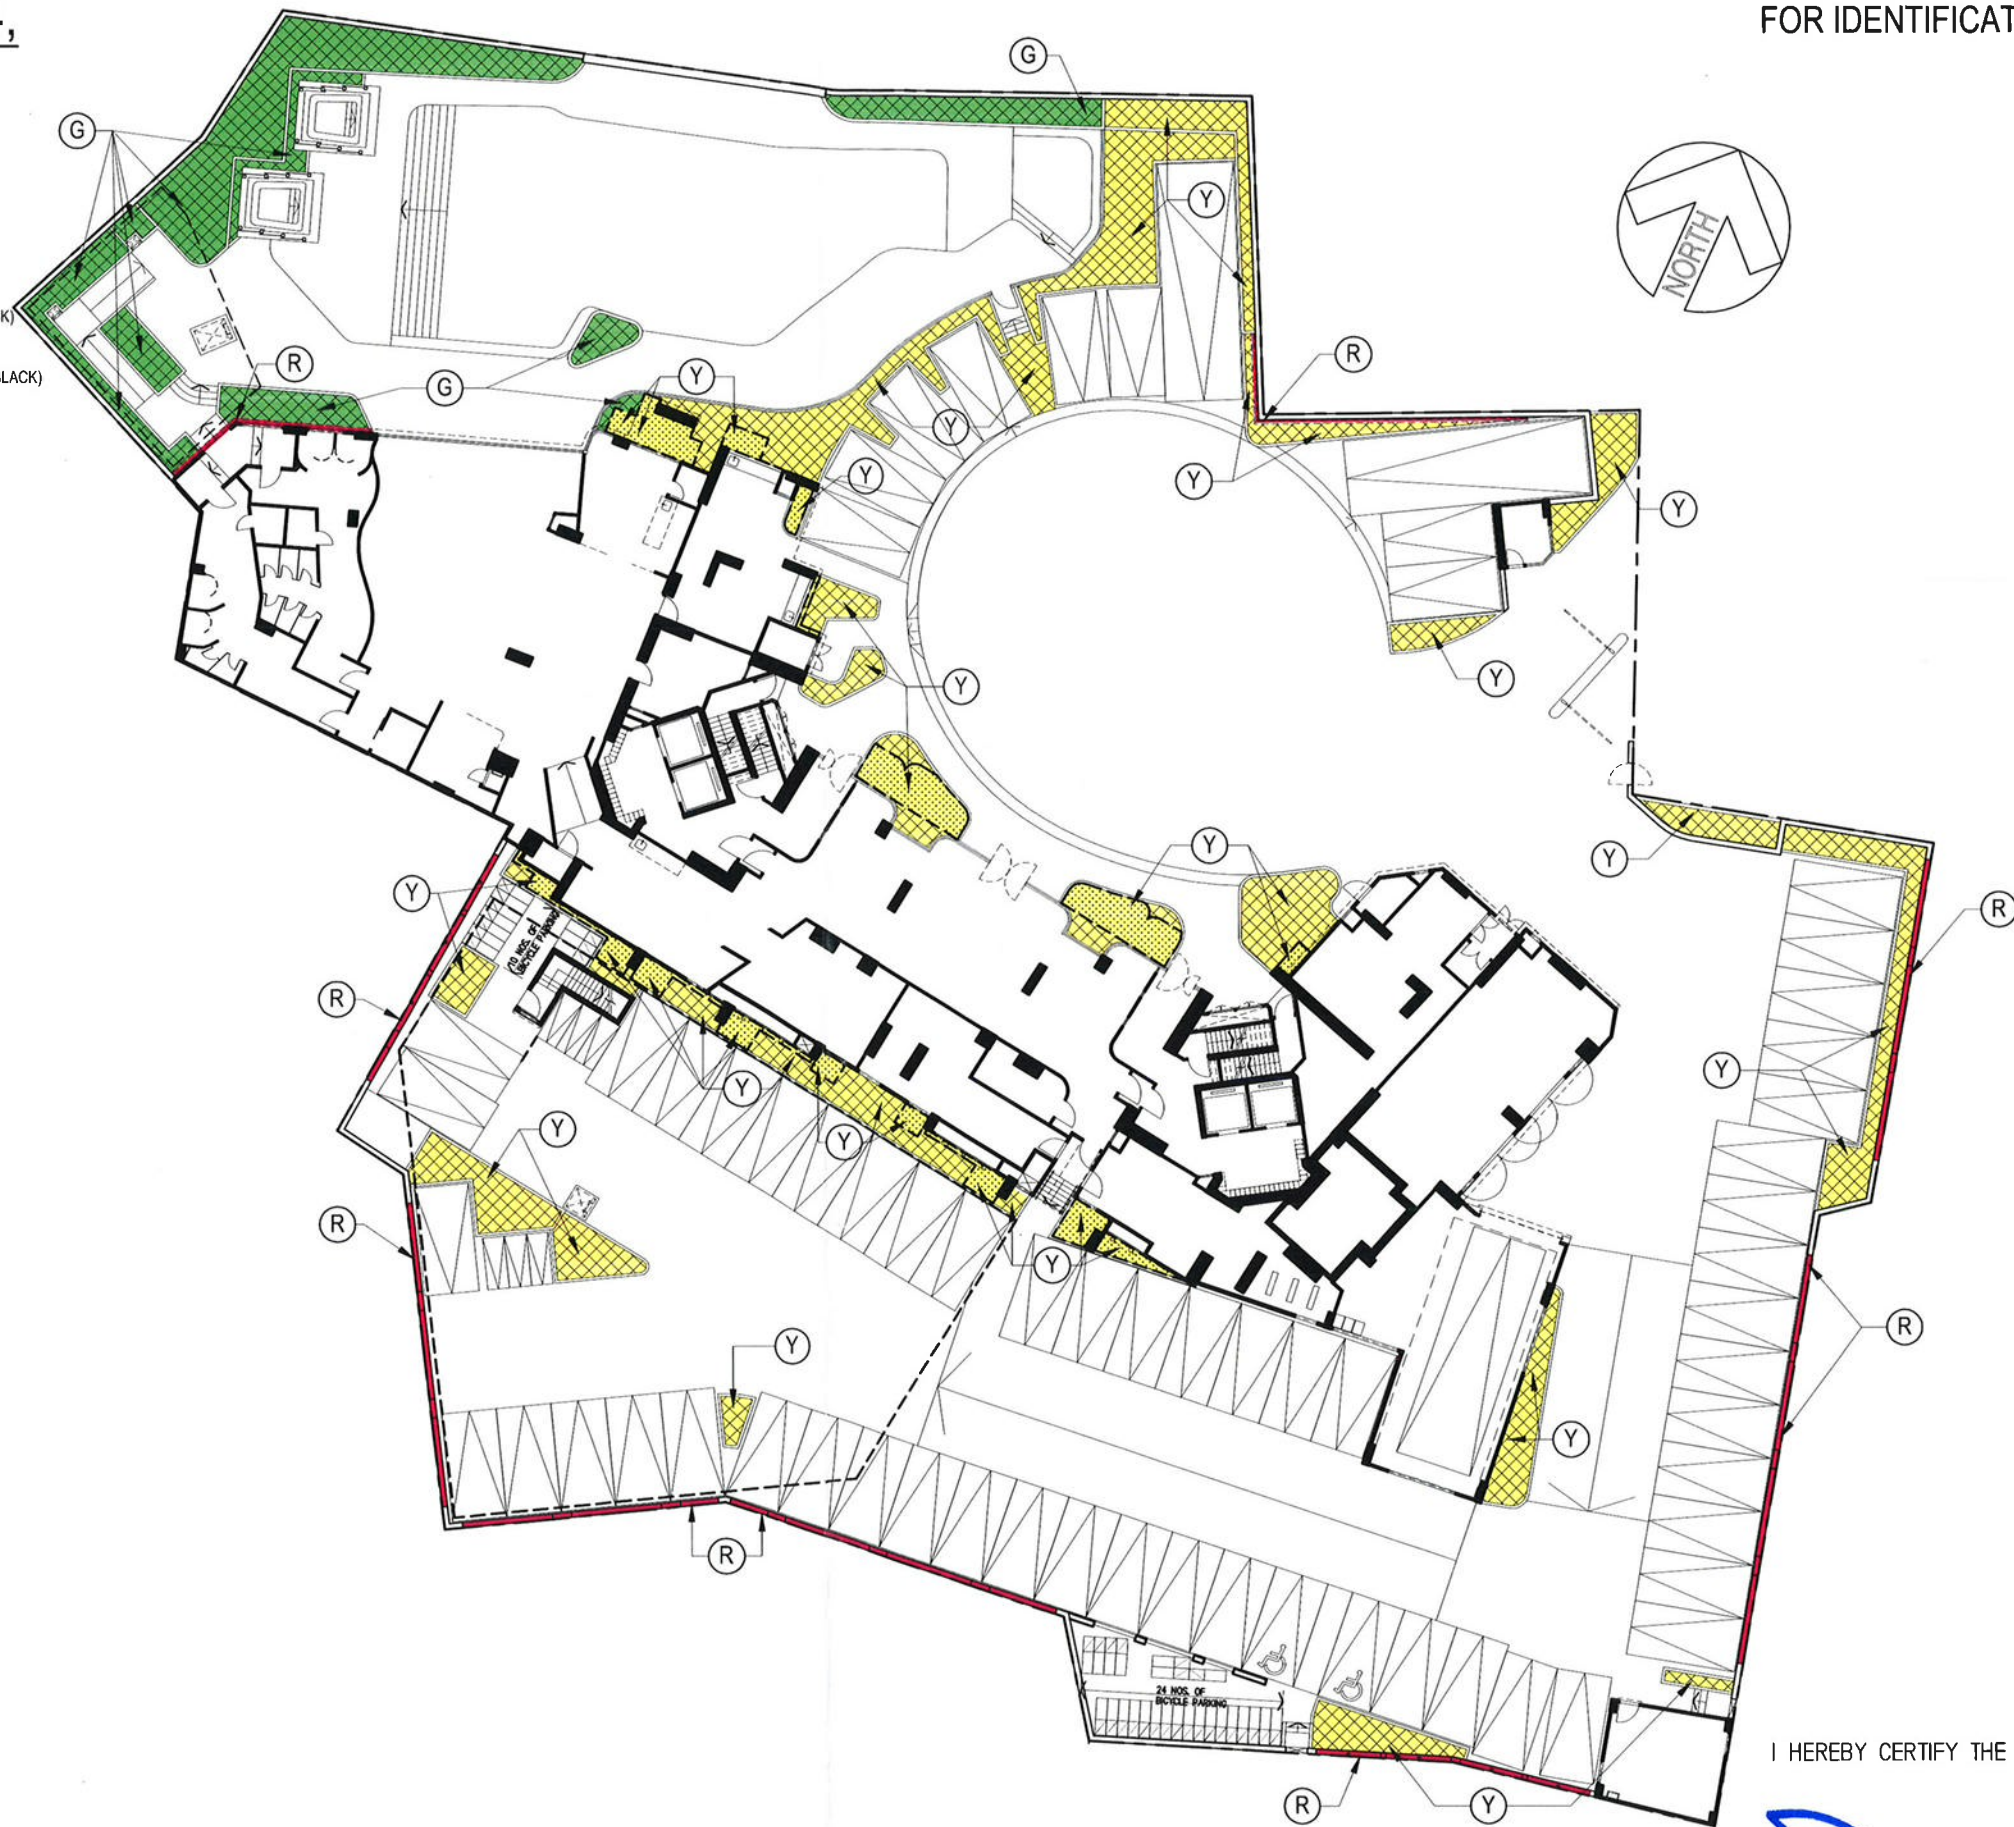 FOR IDENTIFICAT
G
G
Y
NORTH
K)
R
R
LACK)
G
Y
Y
Y
Y
Y
Y
Y
Y
Y
Y
R
R
10 NOS. OF
BICYCLE PARKING
Y
Y
Y
Y
R
Y
R
Y
Y
R
24 NOS. OF
BICYCLE PARKING
I HEREBY CERTIFY THE
R
Y